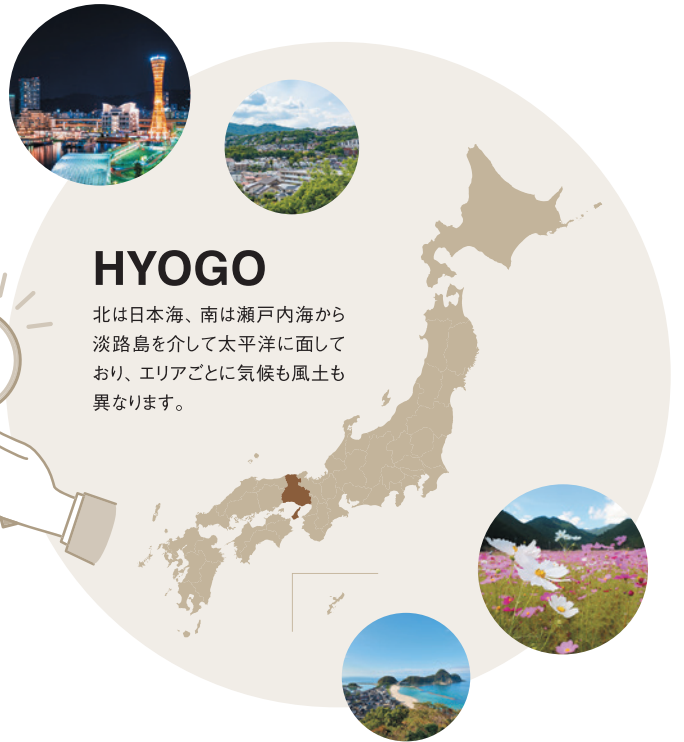 HYOGO
北は日本海、南は瀬戸内海から
淡路島を介して太平洋に面して
おり、エリアごとに気候も風土も
異なります。